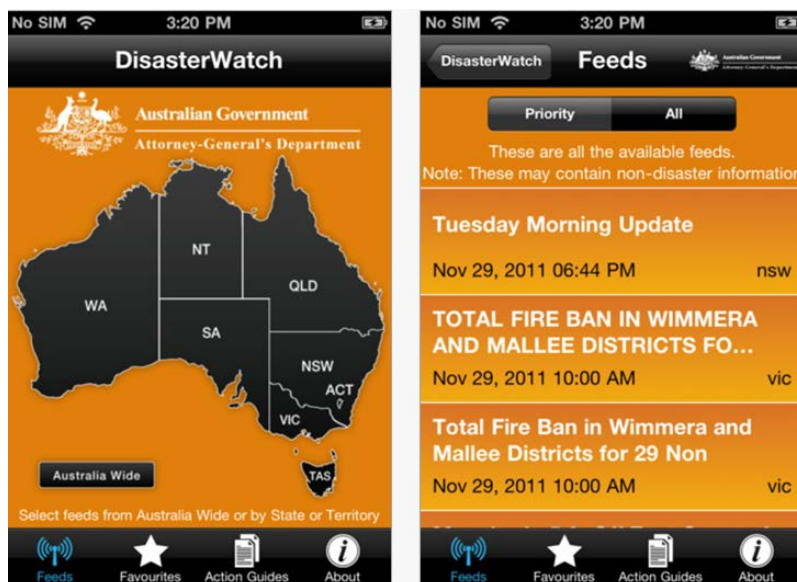 No SIM 3:20 PM
DisasterWatch
Australian Government
Attorney-General's Department
NT
QLD
WA
SA
NSW
ACT
VIC
TAS
Australia Wide
Select feeds from Australia Wide or by State or Territory
Feeds Favourites Action Guides About
No SIM 3:20 PM
DisasterWatch Feeds Australian Government
Attorney-General's Department
Priority All
These are all the available feeds.
Note: These may contain non-disaster information
Tuesday Morning Update
Nov 29, 2011 06:44 PM nsw
TOTAL FIRE BAN IN WIMMERA
AND MALLEE DISTRICTS FO...
Nov 29, 2011 10:00 AM vic
Total Fire Ban in Wimmera and
Mallee Districts for 29 Non
Nov 29, 2011 10:00 AM vic
Feeds Favourites Action Guides About